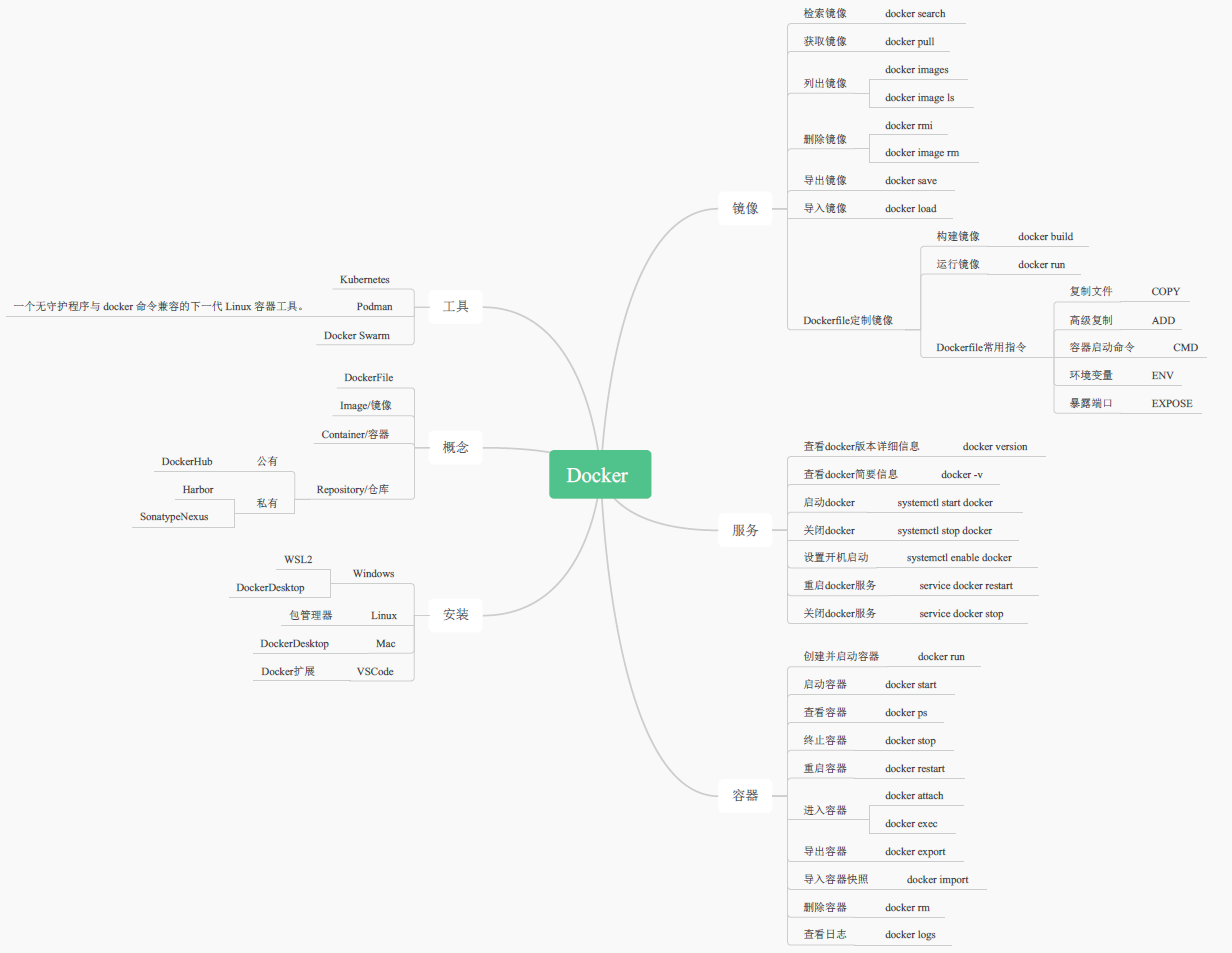 Docker
镜像
检索镜像 docker search
获取镜像 docker pull
列出镜像
docker images
docker image ls
删除镜像
docker rmi
docker image rm
导出镜像 docker save
导入镜像 docker load
Dockerfile定制镜像
构建镜像 docker build
运行镜像 docker run
Dockerfile常用指令
复制文件 COPY
高级复制 ADD
容器启动命令 CMD
环境变量 ENV
暴露端口 EXPOSE
服务
查看docker版本详细信息 docker version
查看docker简要信息 docker -v
启动docker systemctl start docker
关闭docker systemctl stop docker
设置开机启动 systemctl enable docker
重启docker服务 service docker restart
关闭docker服务 service docker stop
容器
创建并启动容器 docker run
启动容器 docker start
查看容器 docker ps
终止容器 docker stop
重启容器 docker restart
进入容器
docker attach
docker exec
导出容器 docker export
导入容器快照 docker import
删除容器 docker rm
查看日志 docker logs
工具
Kubernetes
一个无守护程序与 docker 命令兼容的下一代 Linux 容器工具。 Podman
Docker Swarm
概念
DockerFile
Image/镜像
Container/容器
Repository/仓库
DockerHub 公有
私有
Harbor
SonatypeNexus
安装
Windows
WSL2
DockerDesktop
包管理器 Linux
DockerDesktop Mac
Docker扩展 VSCode